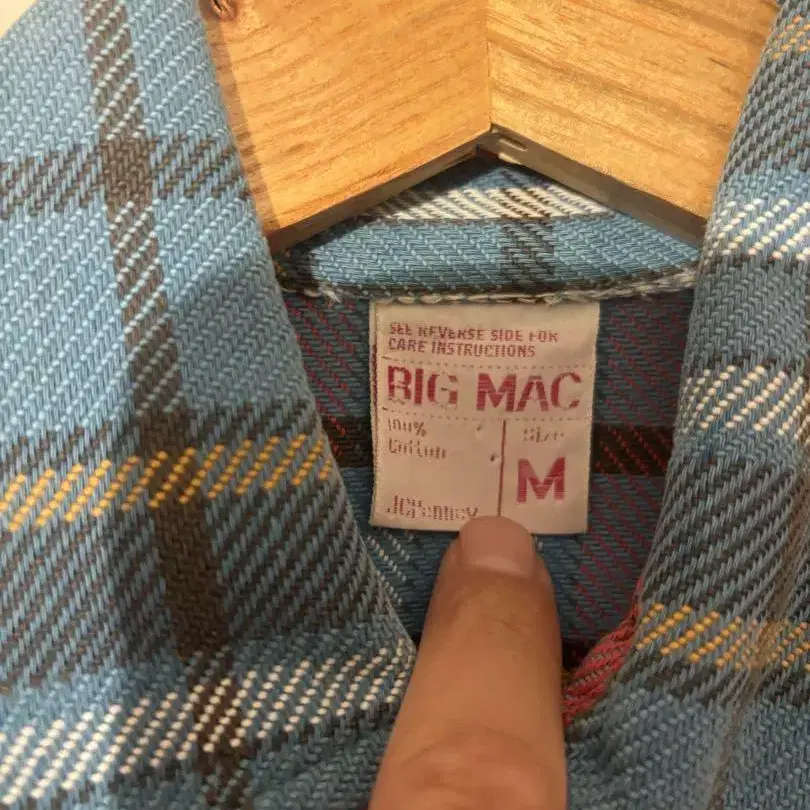 SEE REVERSE SIDE FOR
CARE INSTRUCTIONS
BIG MAC
100%
Cotton
Size
M
JCPenney